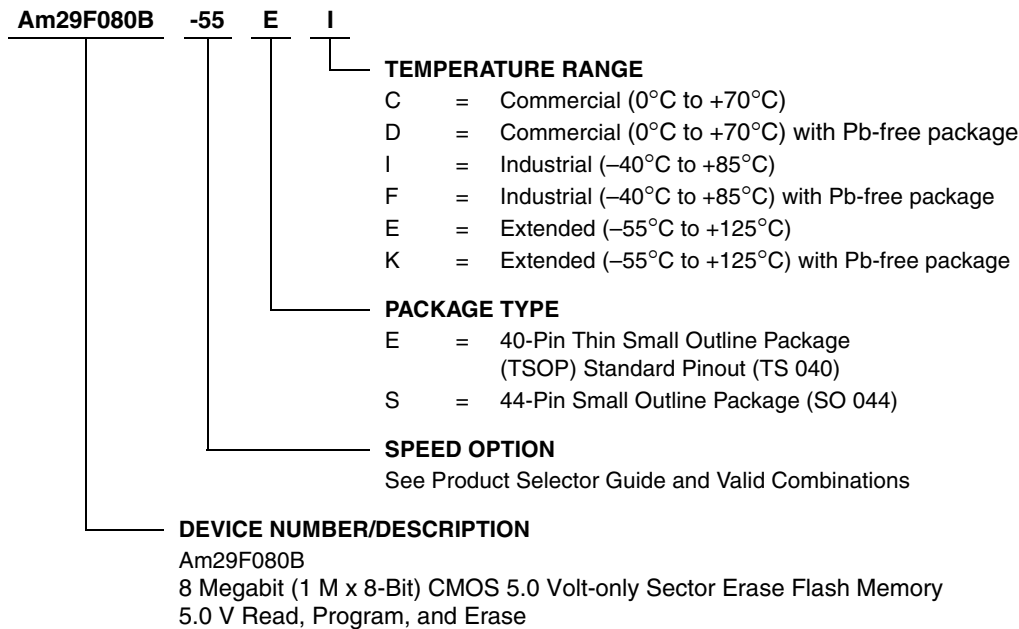 Am29F080B -55 E I
TEMPERATURE RANGE
C = Commercial (0°C to +70°C)
D = Commercial (0°C to +70°C) with Pb-free package
I = Industrial (–40°C to +85°C)
F = Industrial (–40°C to +85°C) with Pb-free package
E = Extended (–55°C to +125°C)
K = Extended (–55°C to +125°C) with Pb-free package
PACKAGE TYPE
E = 40-Pin Thin Small Outline Package
(TSOP) Standard Pinout (TS 040)
S = 44-Pin Small Outline Package (SO 044)
SPEED OPTION
See Product Selector Guide and Valid Combinations
DEVICE NUMBER/DESCRIPTION
Am29F080B
8 Megabit (1 M x 8-Bit) CMOS 5.0 Volt-only Sector Erase Flash Memory
5.0 V Read, Program, and Erase